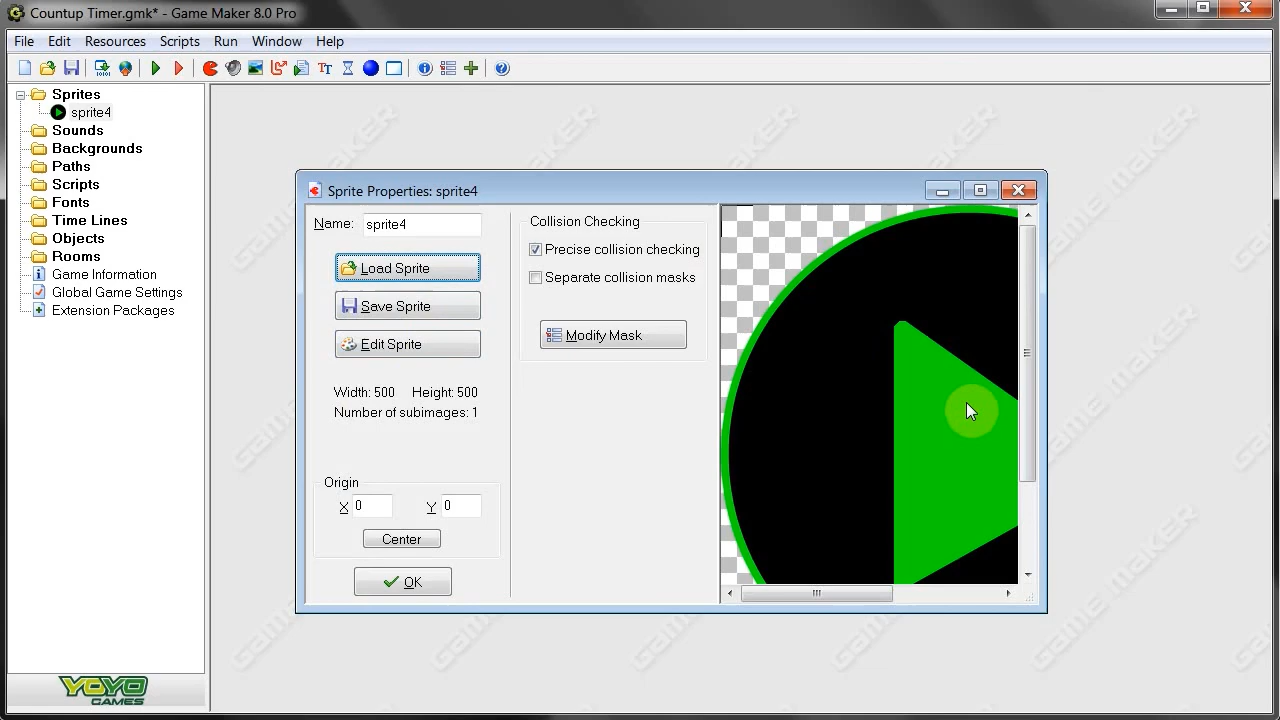 Countup Timer.gmk* - Game Maker 8.0 Pro
File Edit Resources Scripts Run Window Help
Sprites
sprite4
Sounds
Backgrounds
Paths
Scripts
Fonts
Time Lines
Objects
Rooms
Game Information
Global Game Settings
Extension Packages
YOYO
GAMES
Sprite Properties: sprite4
Name: sprite4
Load Sprite
Save Sprite
Edit Sprite
Width: 500 Height: 500
Number of subimages: 1
Origin
X 0 Y 0
Center
OK
Collision Checking
Precise collision checking
Separate collision masks
Modify Mask